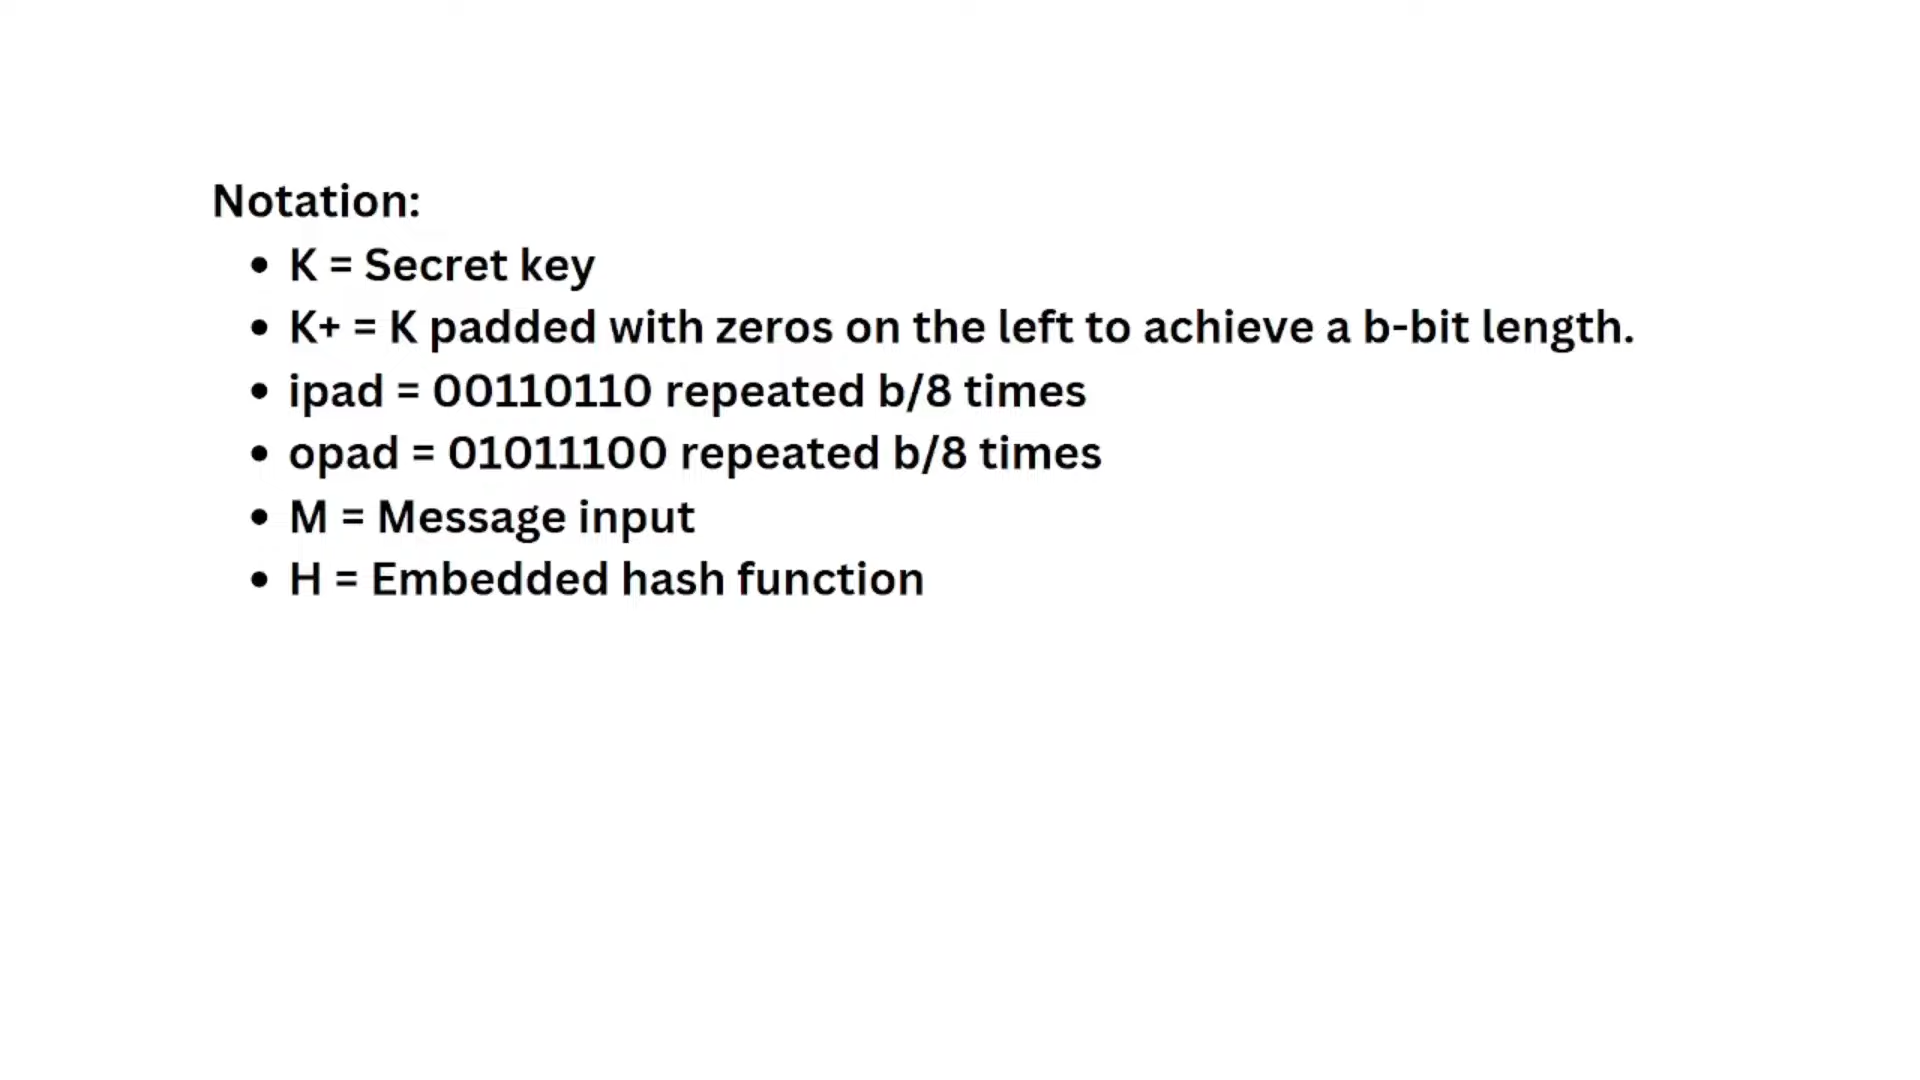 Notation:
• K = Secret key
• K+ = K padded with zeros on the left to achieve a b-bit length.
• ipad = 00110110 repeated b/8 times
• opad = 01011100 repeated b/8 times
• M = Message input
• H = Embedded hash function